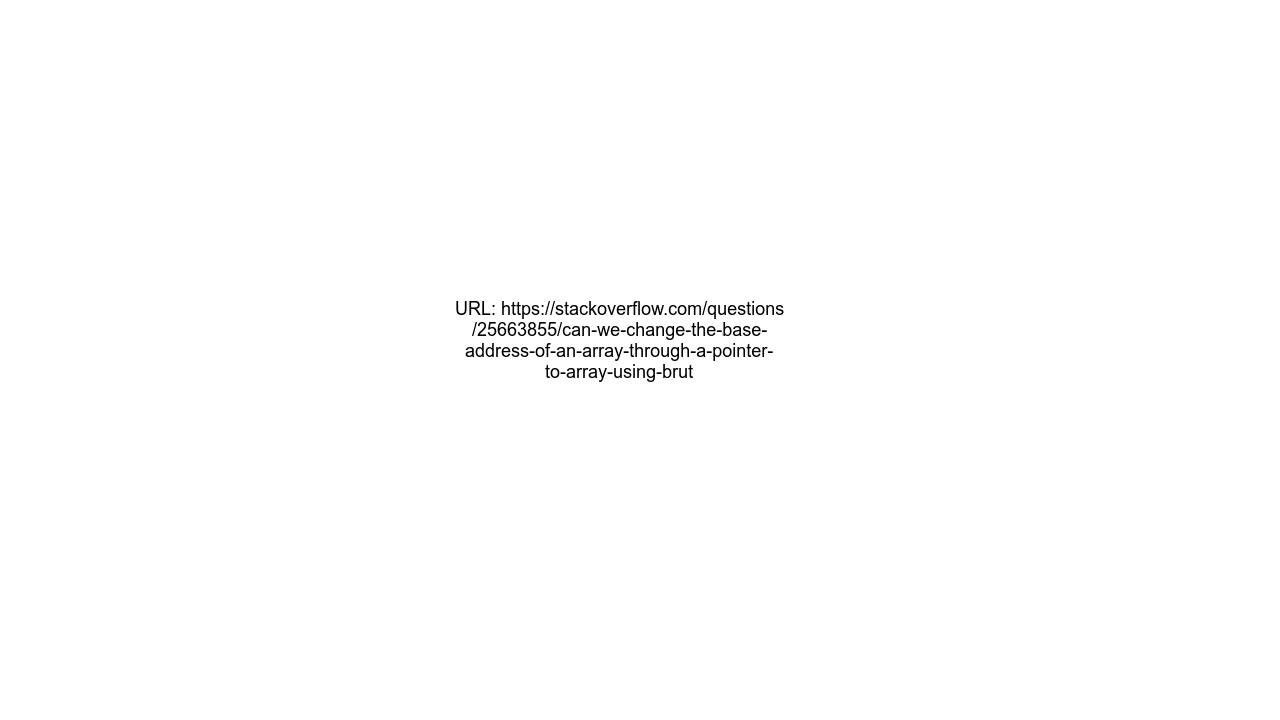 URL: https://stackoverflow.com/questions
/25663855/can-we-change-the-base-
address-of-an-array-through-a-pointer-
to-array-using-brut